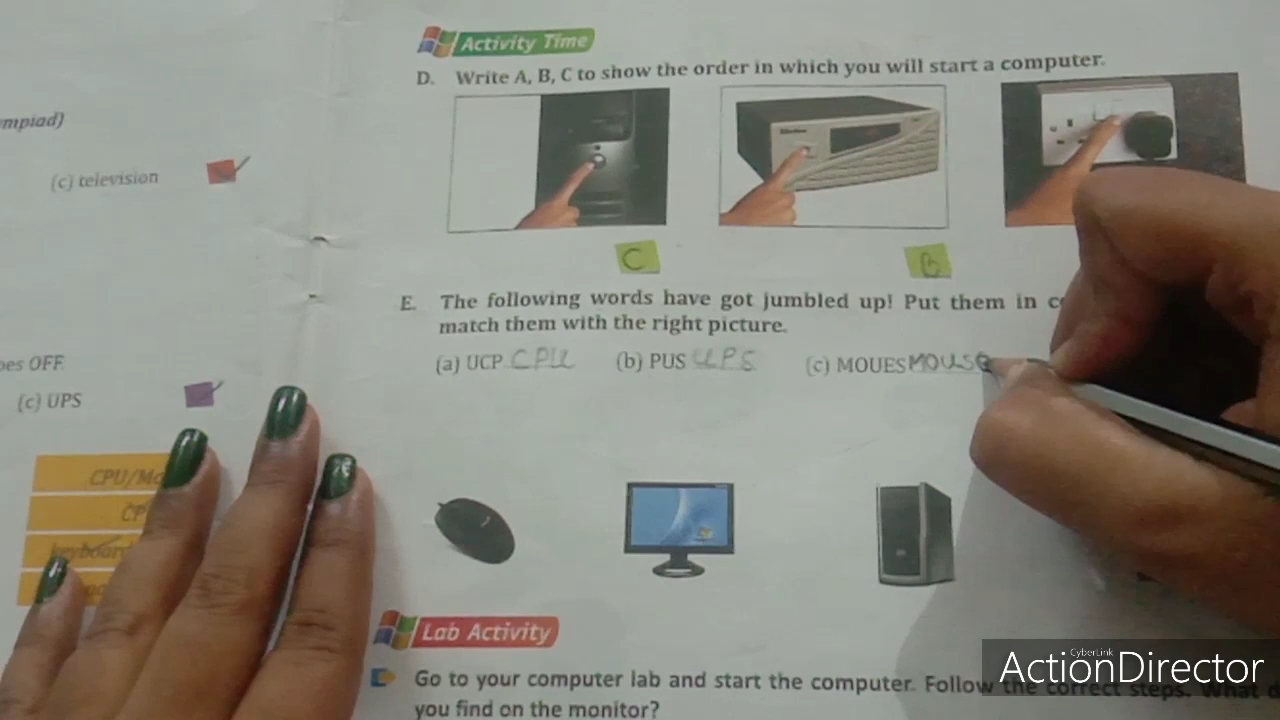 Activity Time
D. Write A, B, C to show the order in which you will start a computer.
mpiad)
(c) television
C
B
E. The following words have got jumbled up! Put them in c
match them with the right picture.
(a) UCP CPU (b) PUS UPS (c) MOUES MOUSE
oes OFF
(c) UPS
CPU/Mo
CP
keyboard
Lab Activity
Go to your computer lab and start the computer. Follow the correct steps. What d
you find on the monitor?
CyberLink
ActionDirector